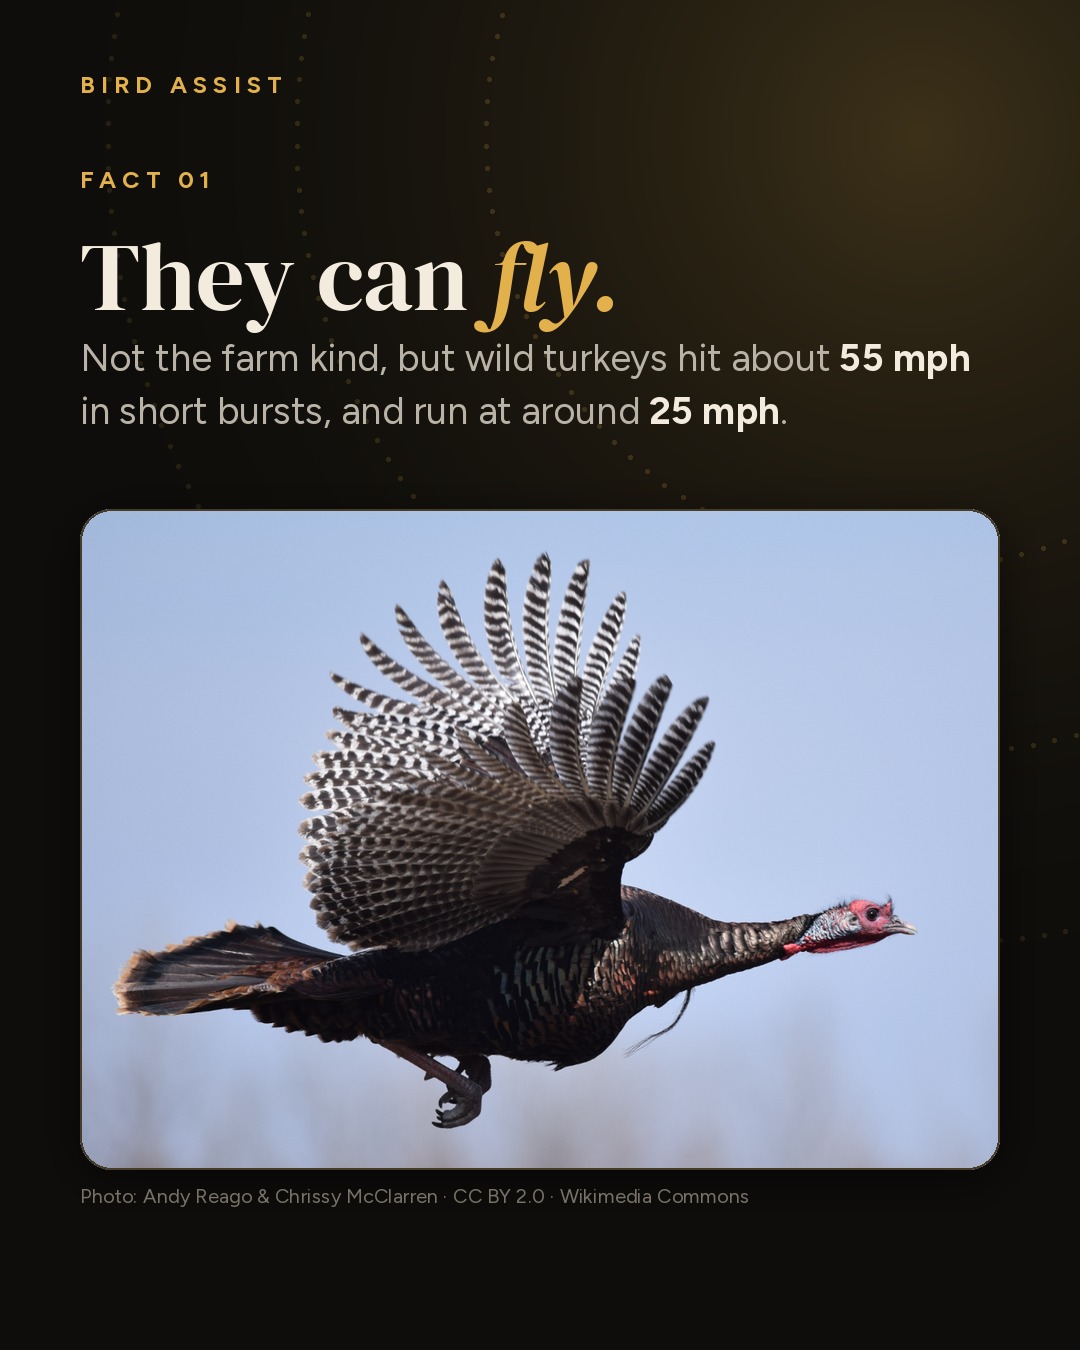 BIRD ASSIST
FACT 01
They can fly.
Not the farm kind, but wild turkeys hit about 55 mph
in short bursts, and run at around 25 mph.
Photo: Andy Reago & Chrissy McClarren · CC BY 2.0 · Wikimedia Commons